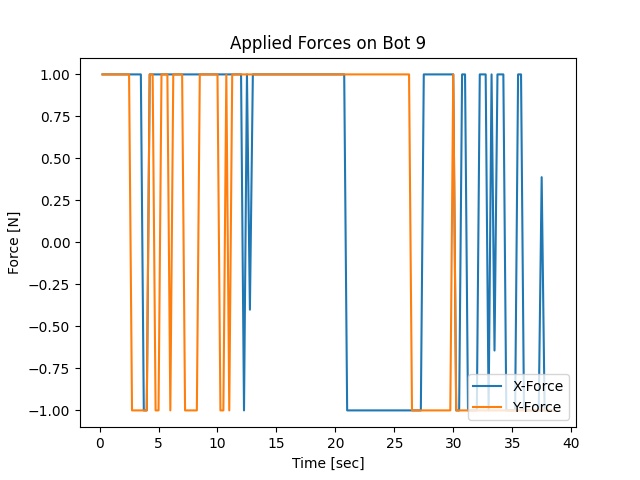 Applied Forces on Bot 9
1.00
0.75
0.50
0.25
0.00
−0.25
−0.50
−0.75
−1.00
Force [N]
X-Force
Y-Force
0 5 10 15 20 25 30 35 40
Time [sec]